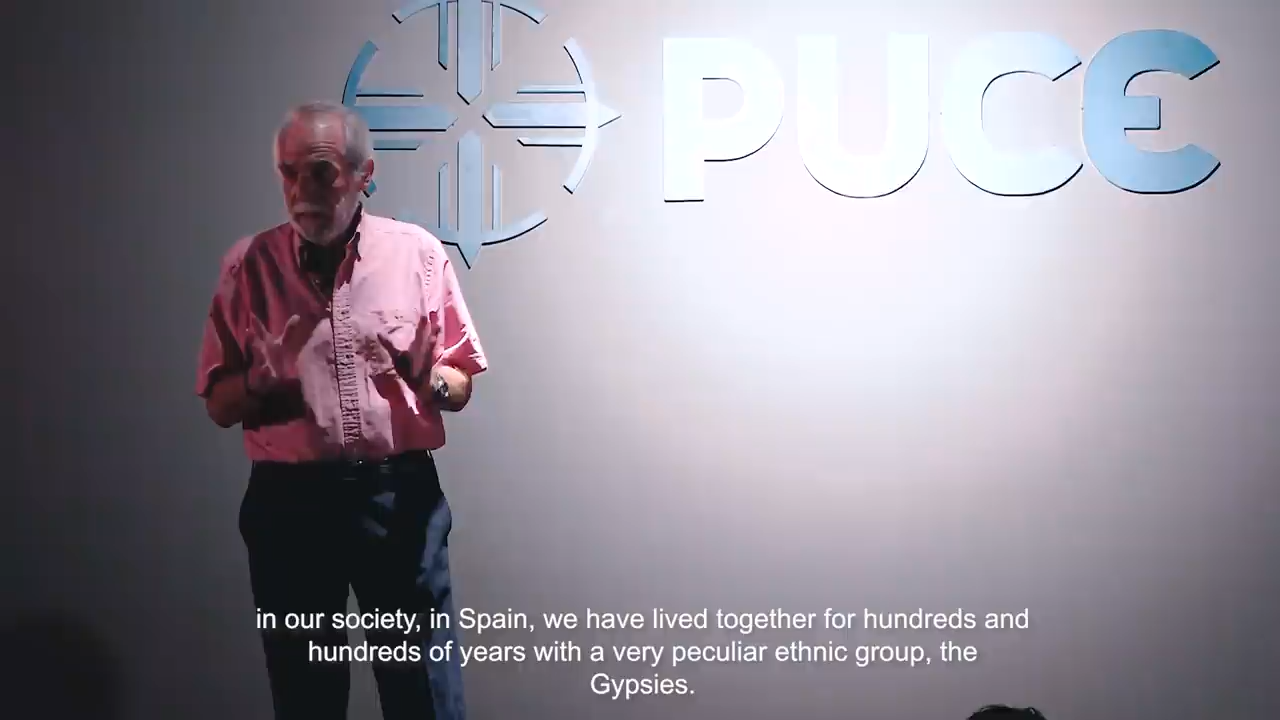 PUCE
in our society, in Spain, we have lived together for hundreds and
hundreds of years with a very peculiar ethnic group, the
Gypsies.